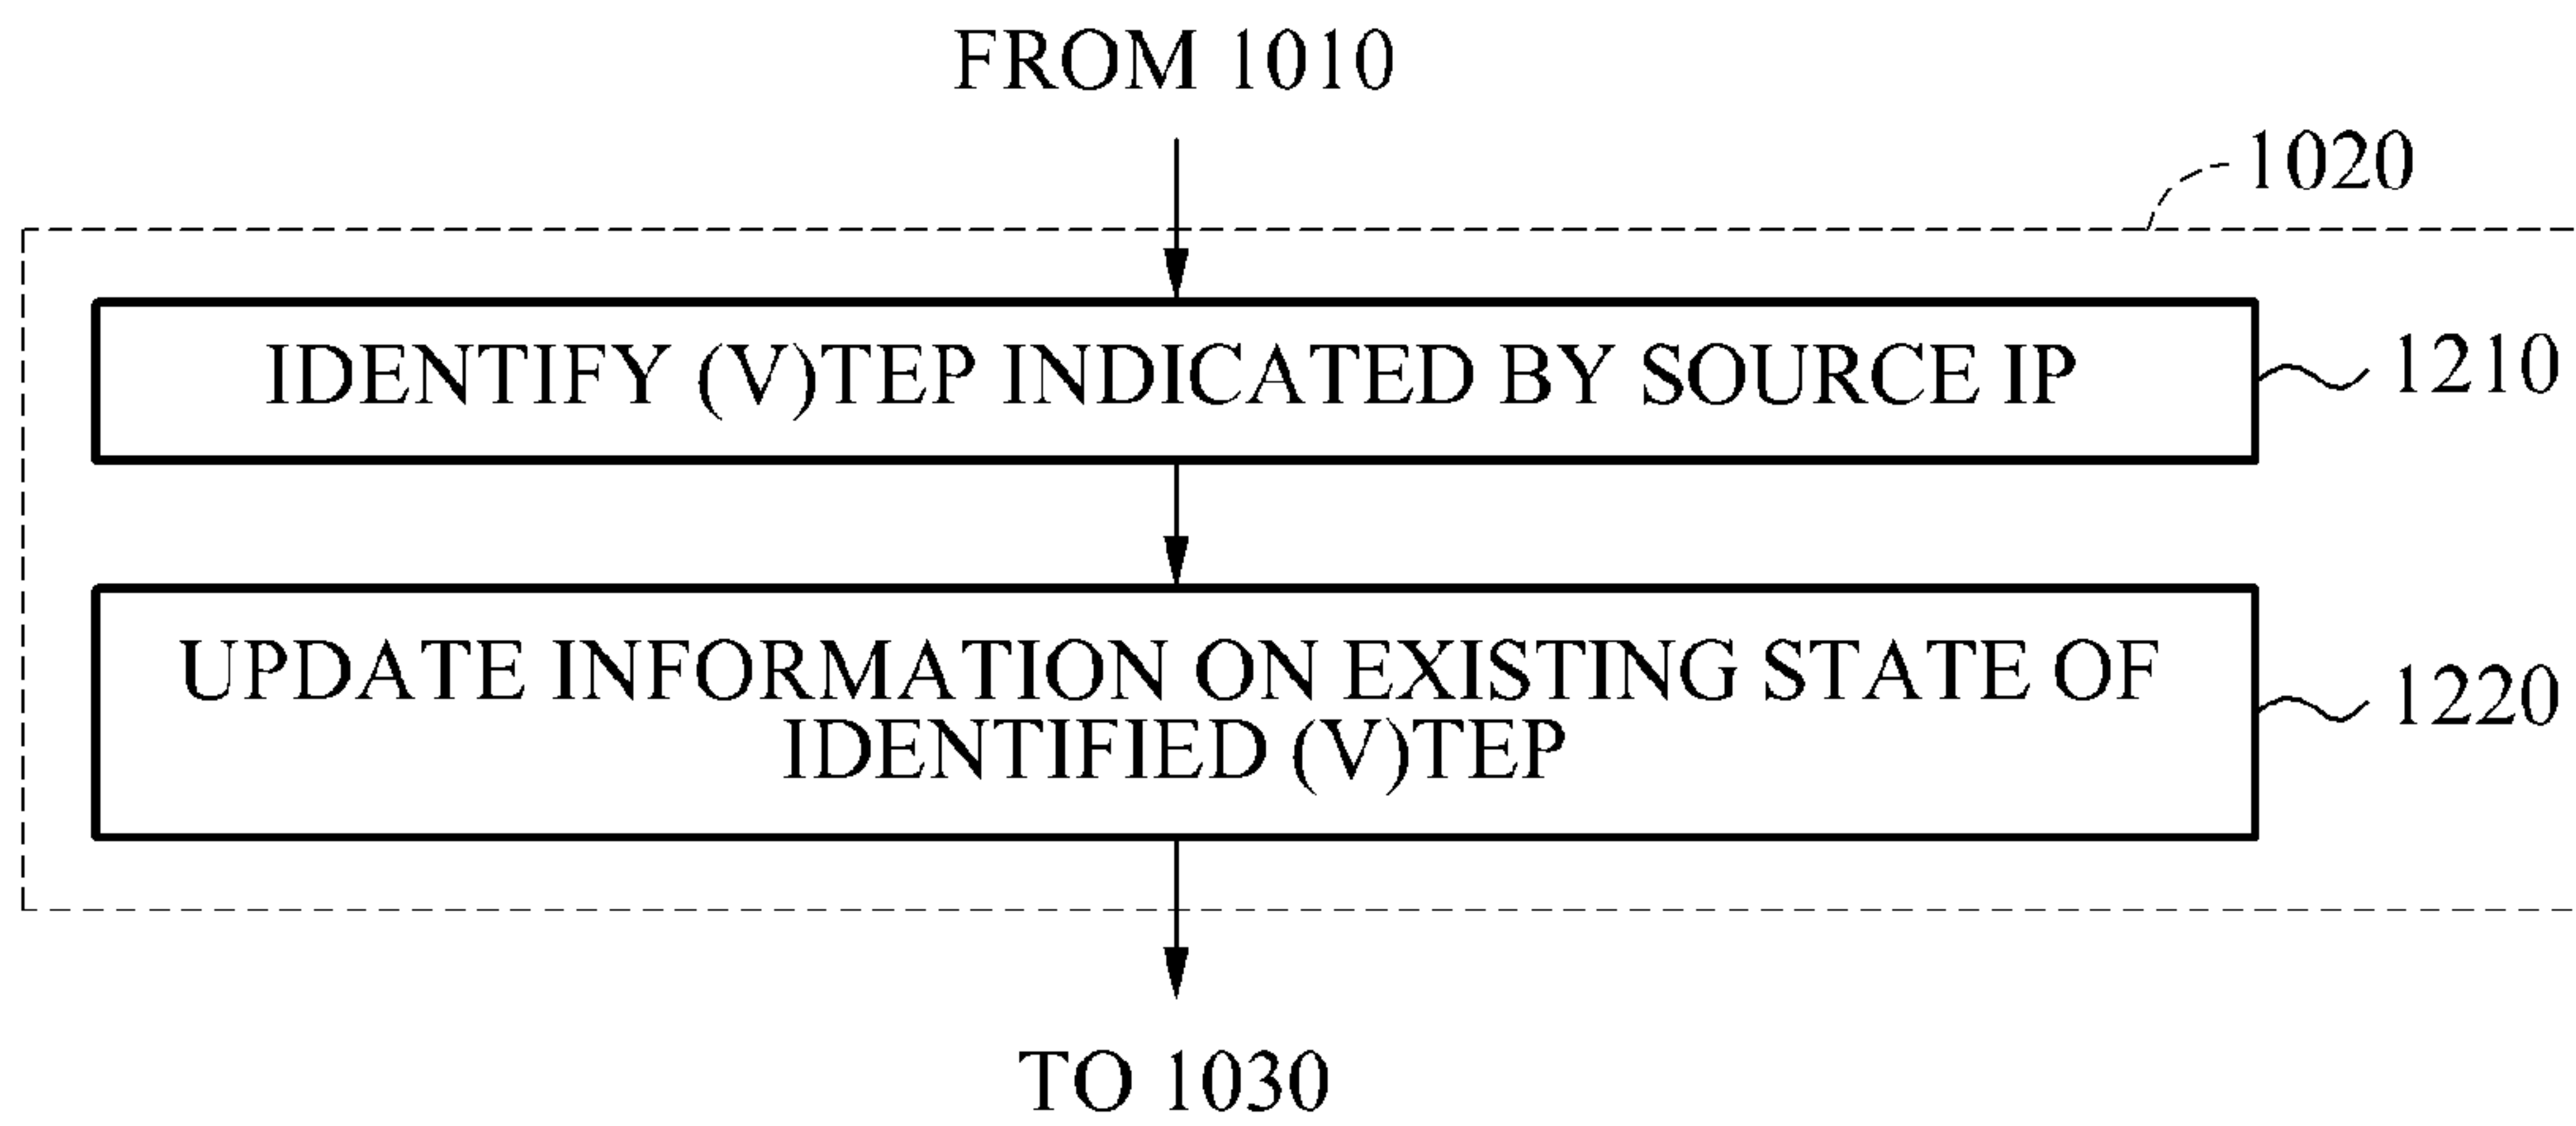 FROM 1010
1020
IDENTIFY (V)TEP INDICATED BY SOURCE IP
1210
UPDATE INFORMATION ON EXISTING STATE OF
IDENTIFIED (V)TEP
1220
TO 1030